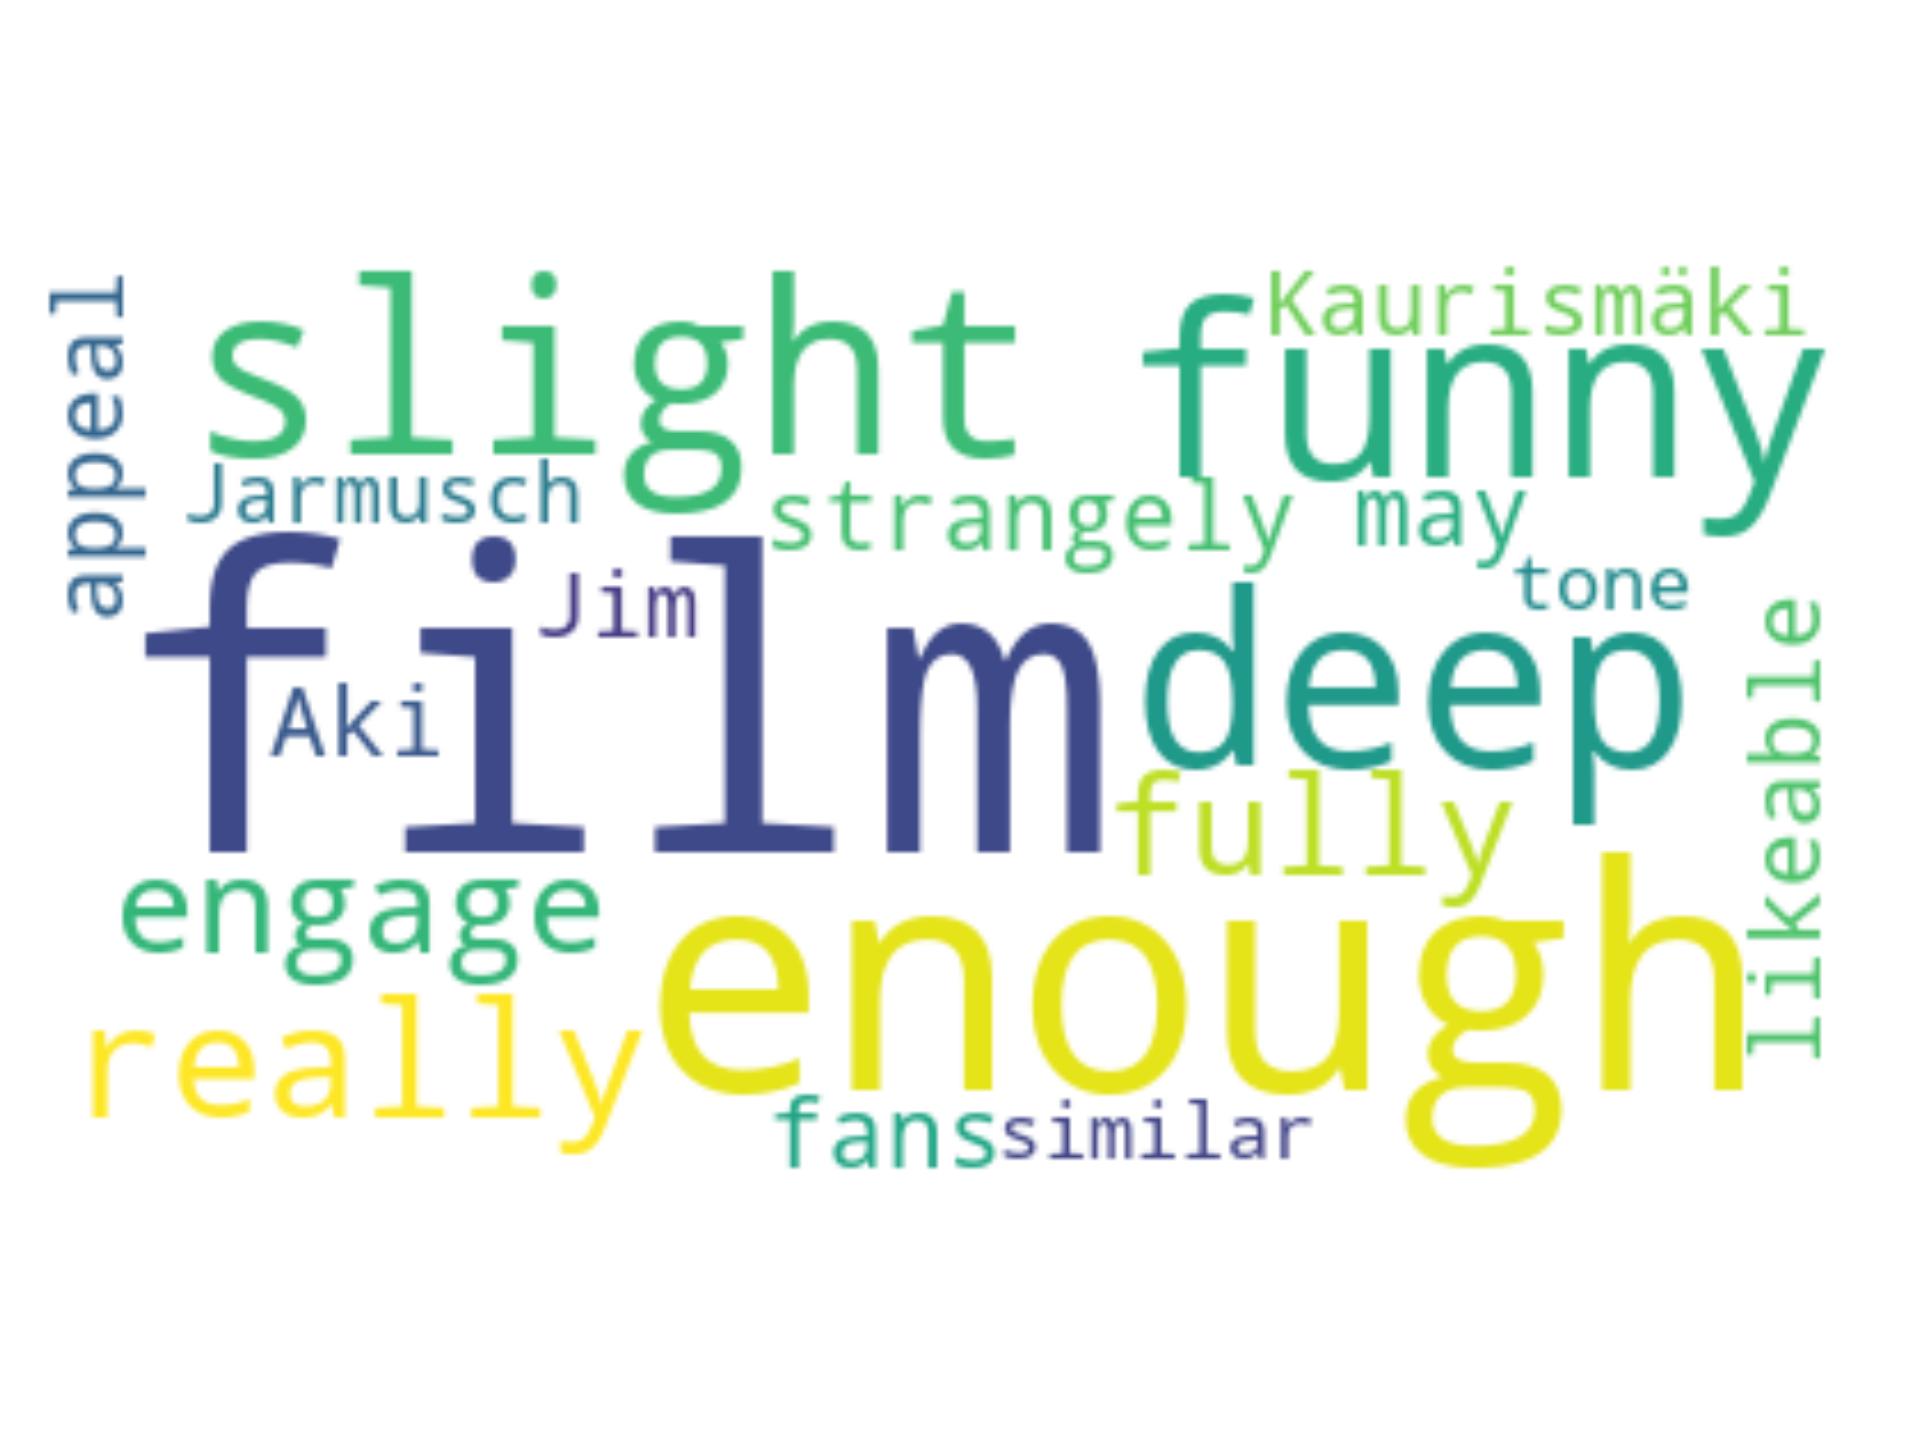 appeal
slight
funny
Kaurismäki
Jarmusch
strangely
may
film
Jim
tone
deep
Aki
likeable
fully
engage
enough
really
fans
similar